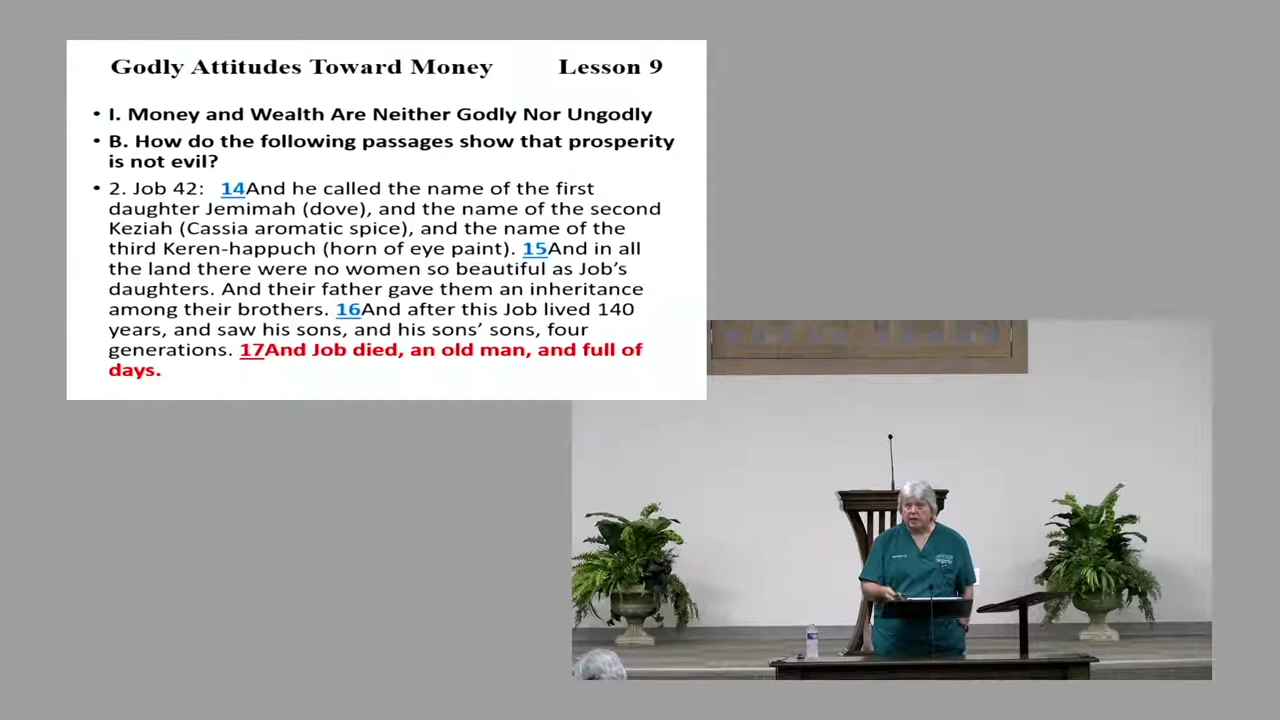 Godly Attitudes Toward Money Lesson 9
• I. Money and Wealth Are Neither Godly Nor Ungodly
• B. How do the following passages show that prosperity
is not evil?
• 2. Job 42: 14And he called the name of the first
daughter Jemimah (dove), and the name of the second
Keziah (Cassia aromatic spice), and the name of the
third Keren-happuch (horn of eye paint). 15And in all
the land there were no women so beautiful as Job’s
daughters. And their father gave them an inheritance
among their brothers. 16And after this Job lived 140
years, and saw his sons, and his sons’ sons, four
generations. 17And Job died, an old man, and full of
days.